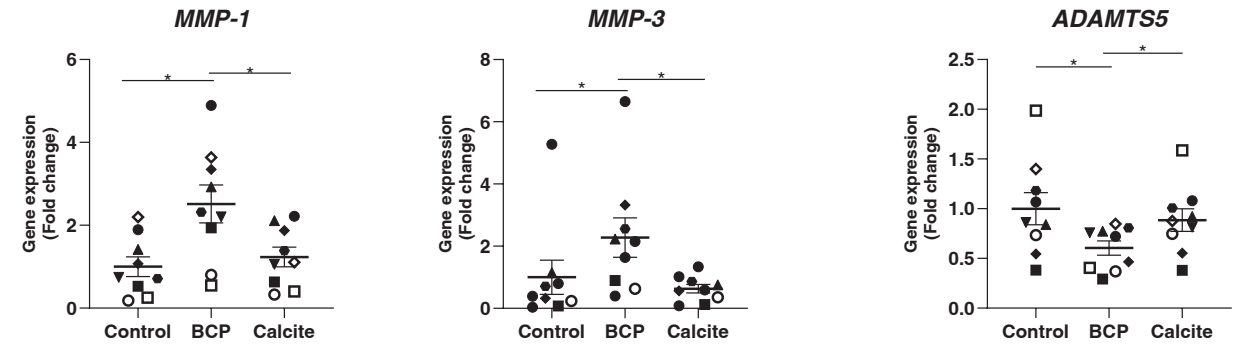 MMP-1
Gene expression
(Fold change)
6
4
2
0
*
*
Control BCP Calcite
MMP-3
Gene expression
(Fold change)
8
6
4
2
0
*
*
Control BCP Calcite
ADAMTS5
Gene expression
(Fold change)
2.5
2.0
1.5
1.0
0.5
0.0
*
*
Control BCP Calcite